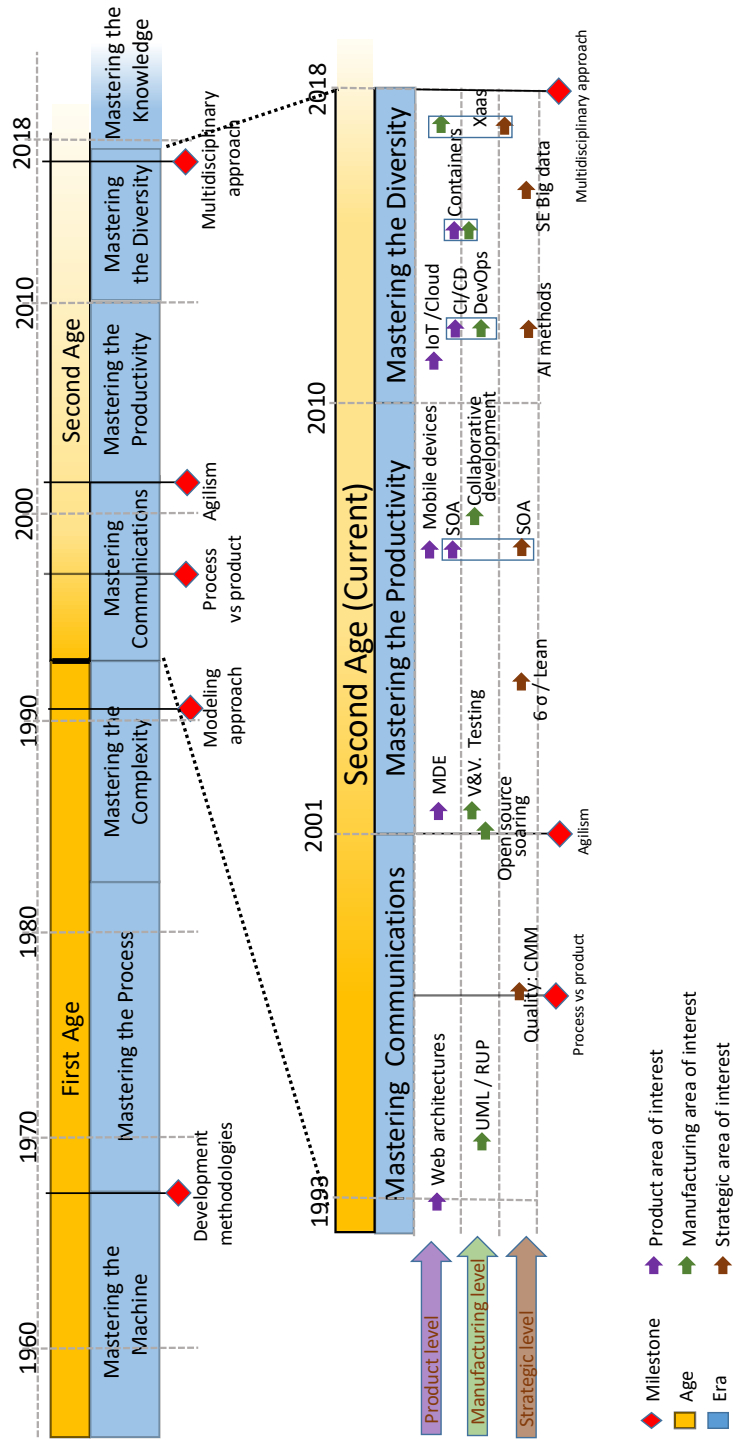 1960
1970
1980
1990
2000
2010
2018
First Age
Second Age
Mastering the
Machine
Mastering the Process
Mastering the
Complexity
Mastering
Communications
Mastering the
Productivity
Mastering
the Diversity
Mastering the
Knowledge
Development
methodologies
Modeling
approach
Process
vs product
Agilism
Multidisciplinary
approach
1993
2001
2010
2018
Second Age (Current)
Mastering Communications
Mastering the Productivity
Mastering the Diversity
Product level
Web architectures
MDE
Mobile devices
SOA
IoT /Cloud
CI/CD
Containers
Xaas
Manufacturing level
UML / RUP
V&V. Testing
Open source
soaring
Collaborative
development
DevOps
Strategic level
Quality: CMM
6 σ / Lean
SOA
AI methods
SE Big data
Process vs product
Agilism
Multidisciplinary approach
Milestone
Age
Era
Product area of interest
Manufacturing area of interest
Strategic area of interest